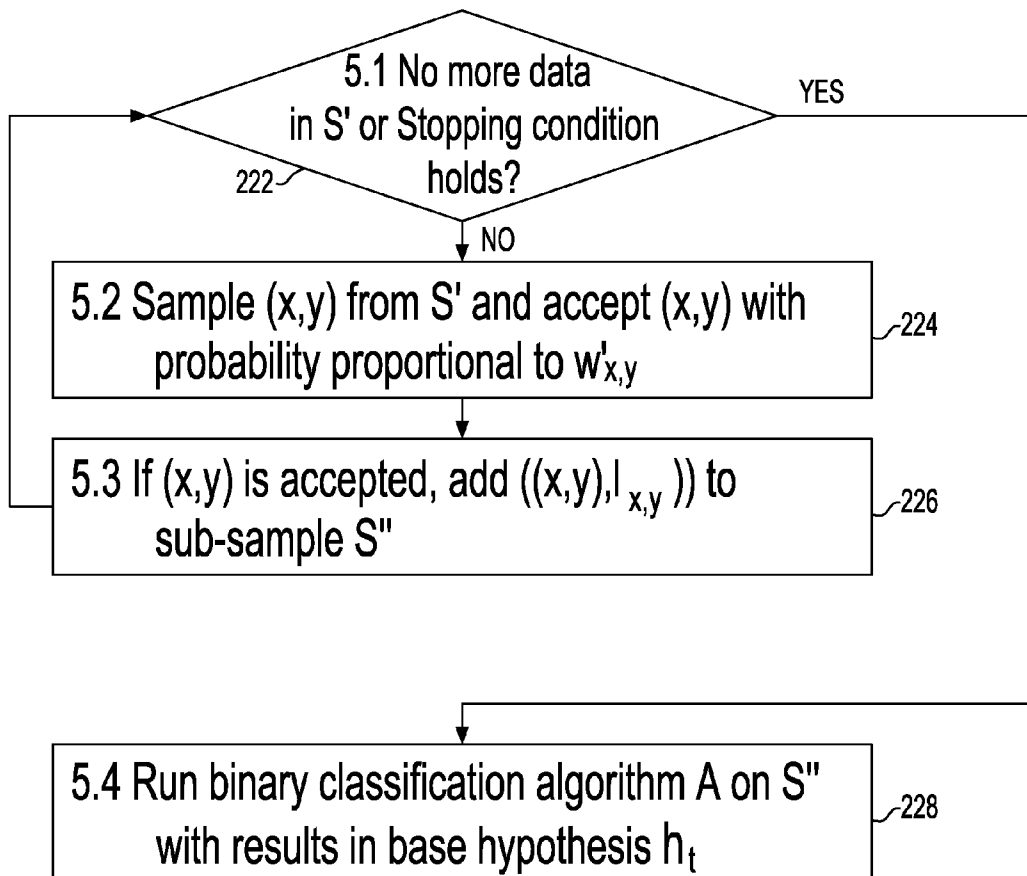 5.1 No more data
in S' or Stopping condition
holds?
YES
222
NO
5.2 Sample (x,y) from S' and accept (x,y) with
probability proportional to w'x,y
224
5.3 If (x,y) is accepted, add ((x,y),l x,y )) to
sub-sample S"
226
5.4 Run binary classification algorithm A on S"
with results in base hypothesis ht
228